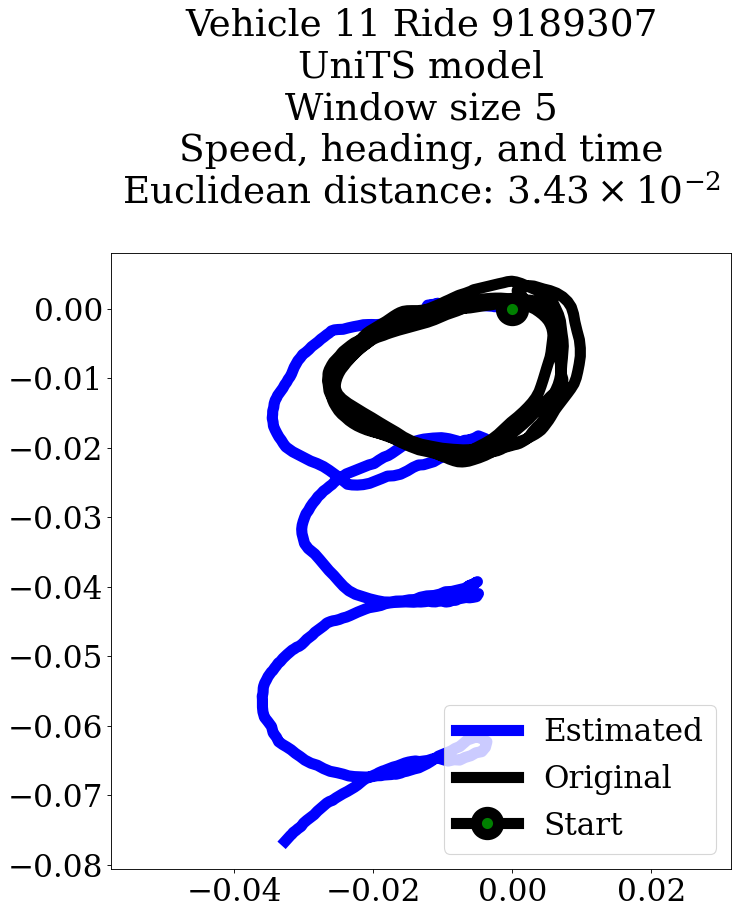 Vehicle 11 Ride 9189307
UniTS model
Window size 5
Speed, heading, and time
Euclidean distance: 3.43 × 10⁻²
0.00
−0.01
−0.02
−0.03
−0.04
−0.05
−0.06
−0.07
−0.08
Estimated
Original
Start
−0.04 −0.02 0.00 0.02